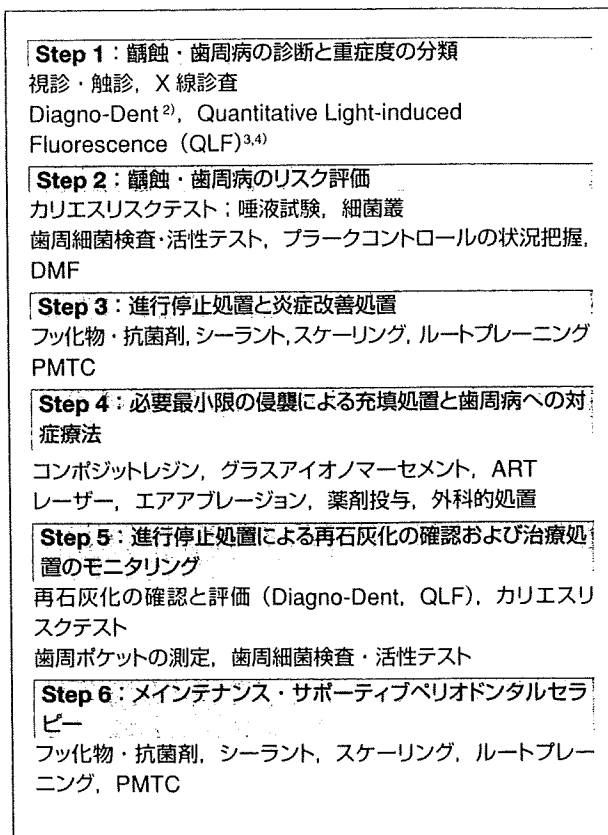 Step 1：齲蝕・歯周病の診断と重症度の分類
視診・触診，X 線診査
Diagno-Dent 2)，Quantitative Light-induced
Fluorescence（QLF）3,4)
Step 2：齲蝕・歯周病のリスク評価
カリエスリスクテスト；唾液試験，細菌叢
歯周細菌検査・活性テスト，プラークコントロールの状況把握，
DMF
Step 3：進行停止処置と炎症改善処置
フッ化物・抗菌剤，シーラント，スケーリング，ルートプレーニング
PMTC
Step 4：必要最小限の侵襲による充填処置と歯周病への対
症療法
コンポジットレジン，グラスアイオノマーセメント，ART
レーザー，エアアブレージョン，薬剤投与，外科的処置
Step 5：進行停止処置による再石灰化の確認および治療処
置のモニタリング
再石灰化の確認と評価（Diagno-Dent，QLF），カリエスリ
スクテスト
歯周ポケットの測定，歯周細菌検査・活性テスト
Step 6：メインテナンス・サポーティブペリオドンタルセラ
ピー
フッ化物・抗菌剤，シーラント，スケーリング，ルートプレー
ニング，PMTC